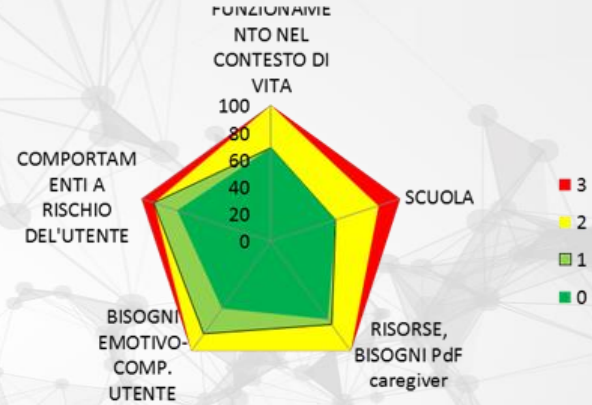 FUNZIONAME
NTO NEL
CONTESTO DI
VITA
100
80
60
40
20
0
SCUOLA
RISORSE,
BISOGNI PdF
caregiver
BISOGNI
EMOTIVO-
COMP.
UTENTE
COMPORTAM
ENTI A
RISCHIO
DEL'UTENTE
3
2
1
0